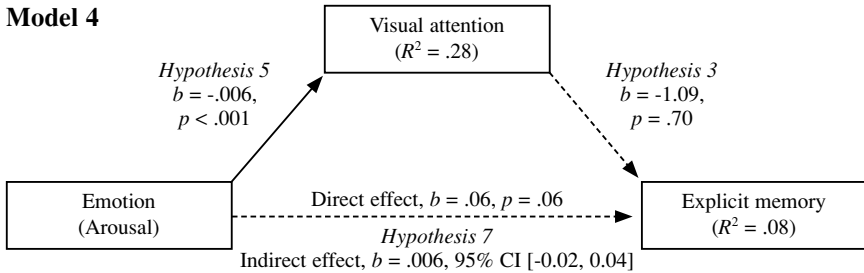 Model 4
Visual attention
(R² = .28)
Hypothesis 5
b = -.006,
p < .001
Hypothesis 3
b = -1.09,
p = .70
Emotion
(Arousal)
Direct effect, b = .06, p = .06
Hypothesis 7
Indirect effect, b = .006, 95% CI [-0.02, 0.04]
Explicit memory
(R² = .08)